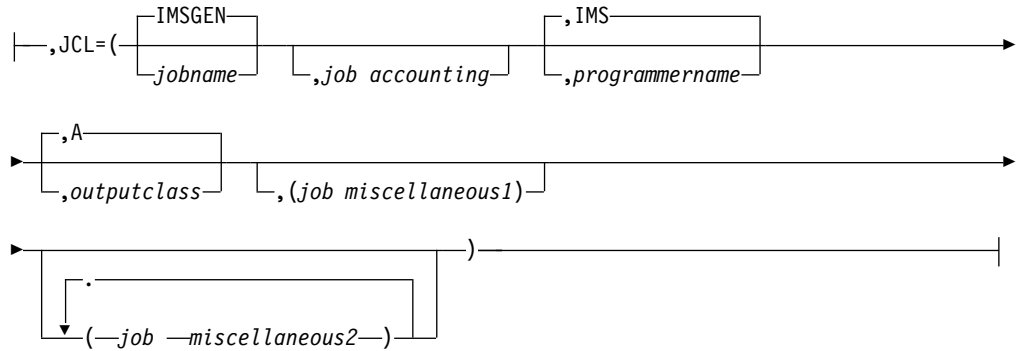 IMSGEN ,IMS
,JCL=(
jobname ,job accounting ,programmername
,A
,outputclass ,(job miscellaneous1)
)
.
(job miscellaneous2)